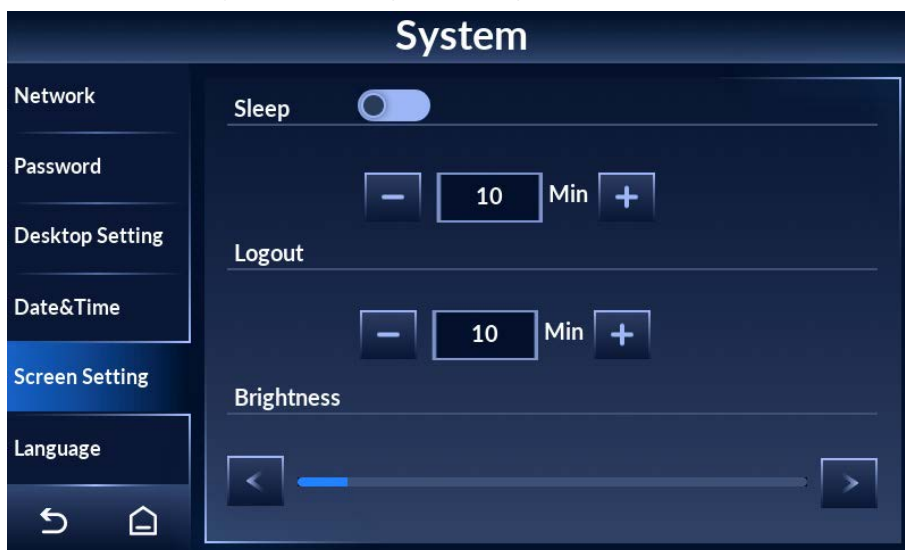 System
Network
Password
Desktop Setting
Date&Time
Screen Setting
Language
Sleep
10 Min
Logout
10 Min
Brightness